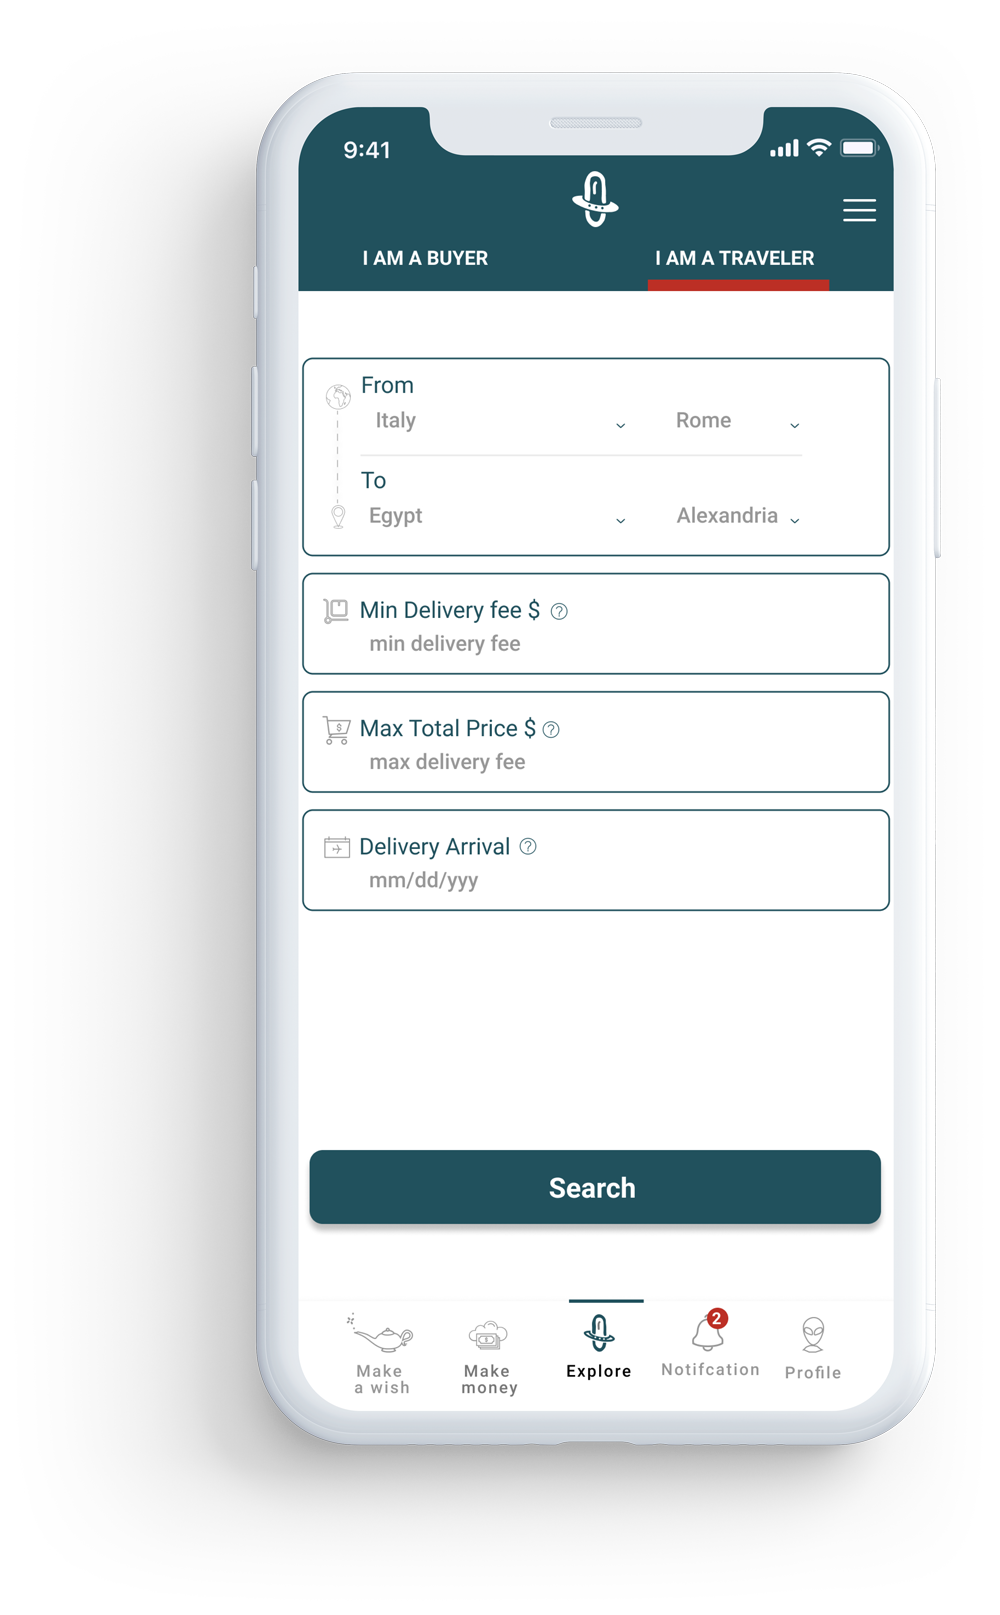 9:41
I AM A BUYER I AM A TRAVELER
From
Italy Rome
To
Egypt Alexandria
Min Delivery fee $ ?
min delivery fee
Max Total Price $ ?
max delivery fee
Delivery Arrival ?
mm/dd/yyy
Search
2
Make
a wish
Make
money
Explore
Notifcation
Profile